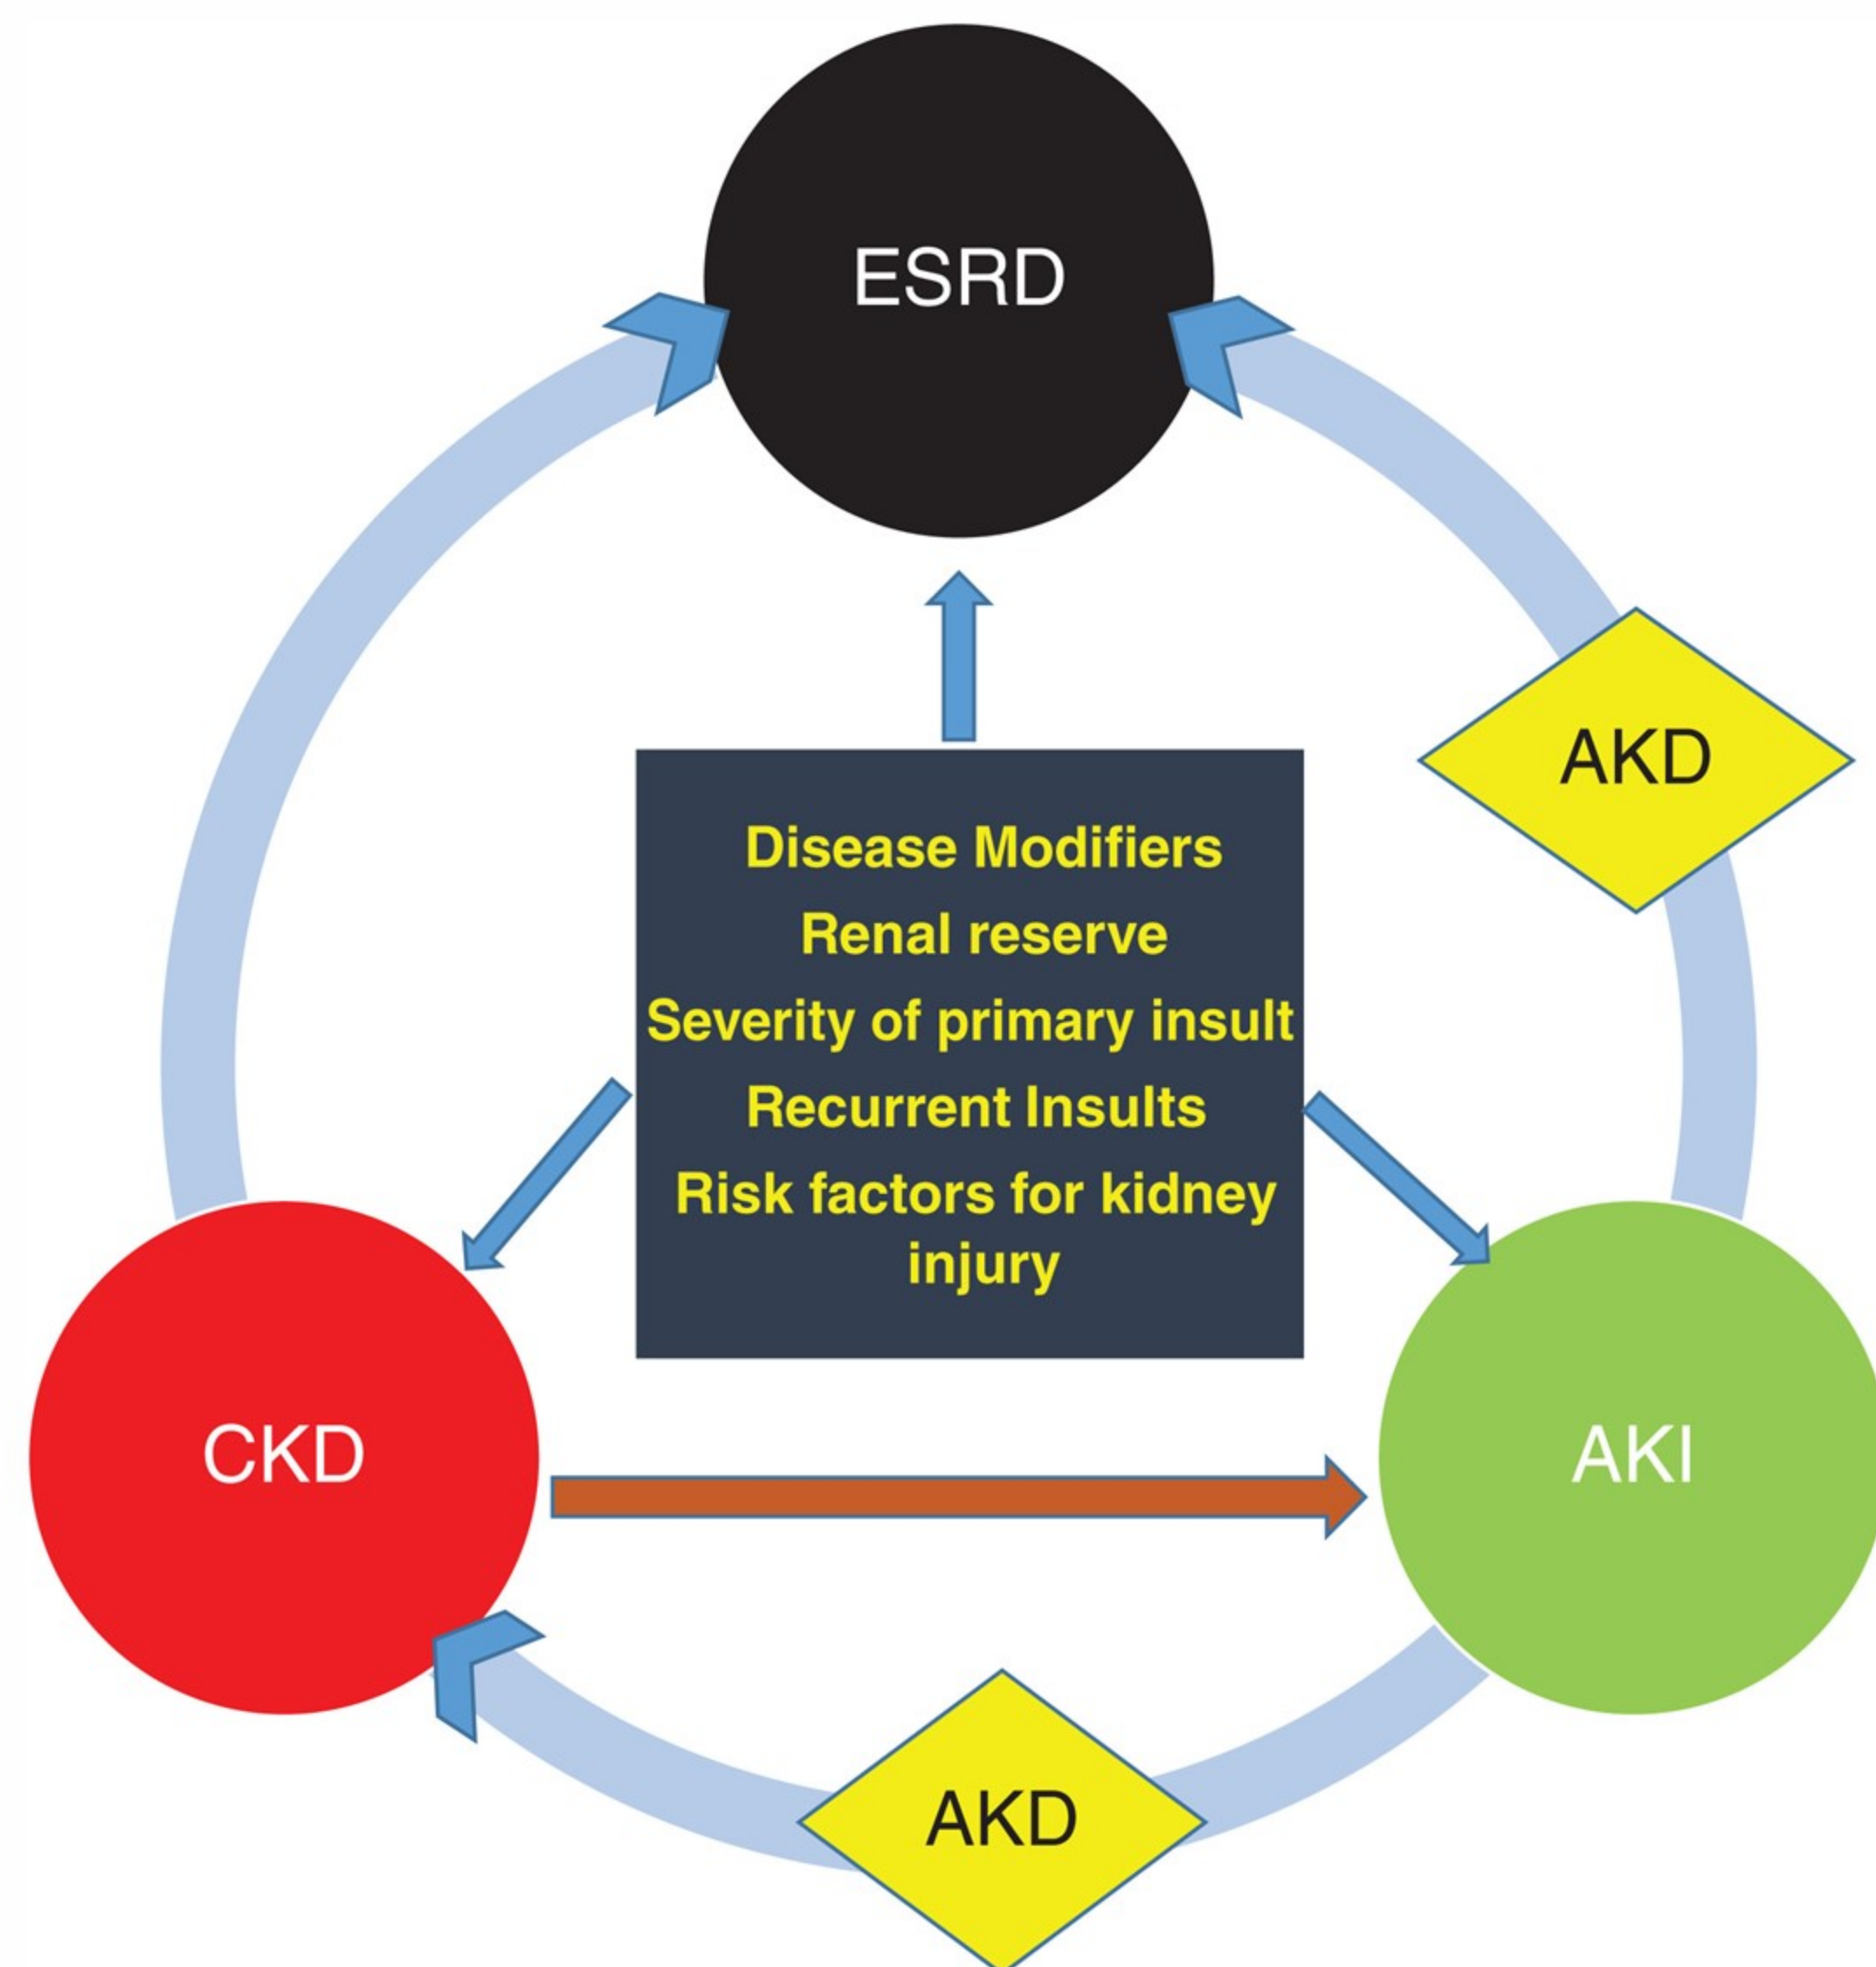 ESRD
AKD
Disease Modifiers
Renal reserve
Severity of primary insult
Recurrent Insults
Risk factors for kidney
injury
CKD
AKI
AKD